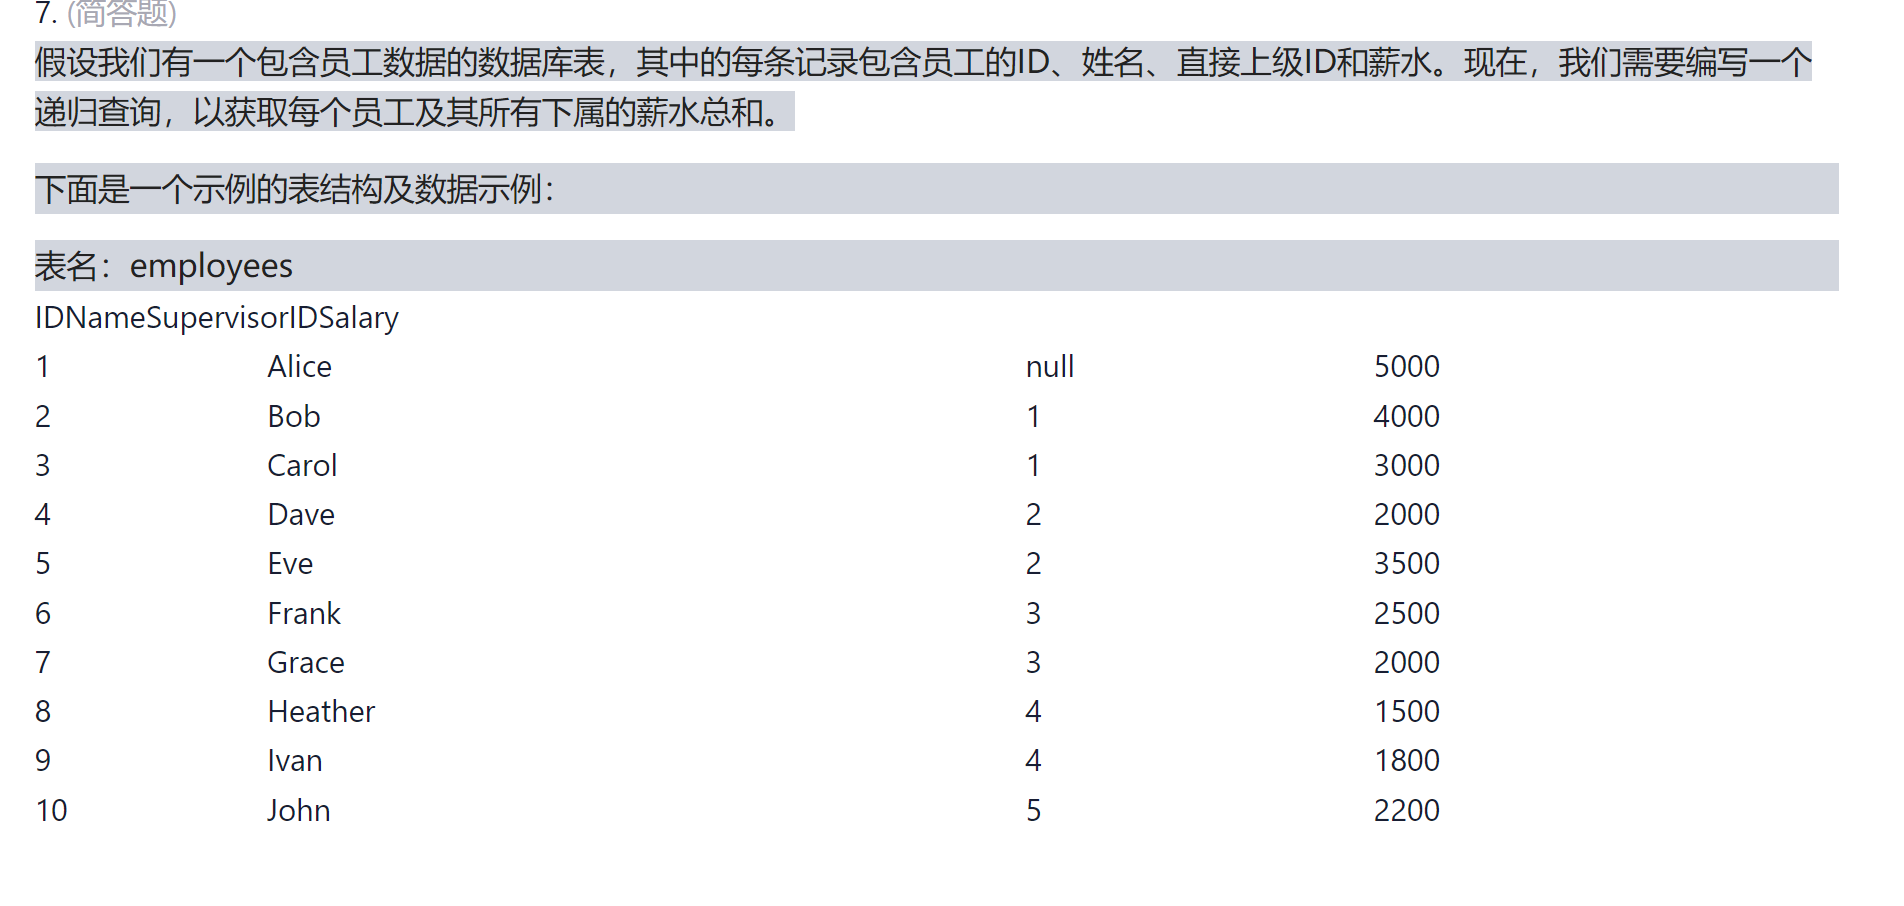 7. (简答题)
假设我们有一个包含员工数据的数据库表，其中的每条记录包含员工的ID、姓名、直接上级ID和薪水。现在，我们需要编写一个
递归查询，以获取每个员工及其所有下属的薪水总和。
下面是一个示例的表结构及数据示例：
表名：employees
IDNameSupervisorIDSalary
1 Alice null 5000
2 Bob 1 4000
3 Carol 1 3000
4 Dave 2 2000
5 Eve 2 3500
6 Frank 3 2500
7 Grace 3 2000
8 Heather 4 1500
9 Ivan 4 1800
10 John 5 2200